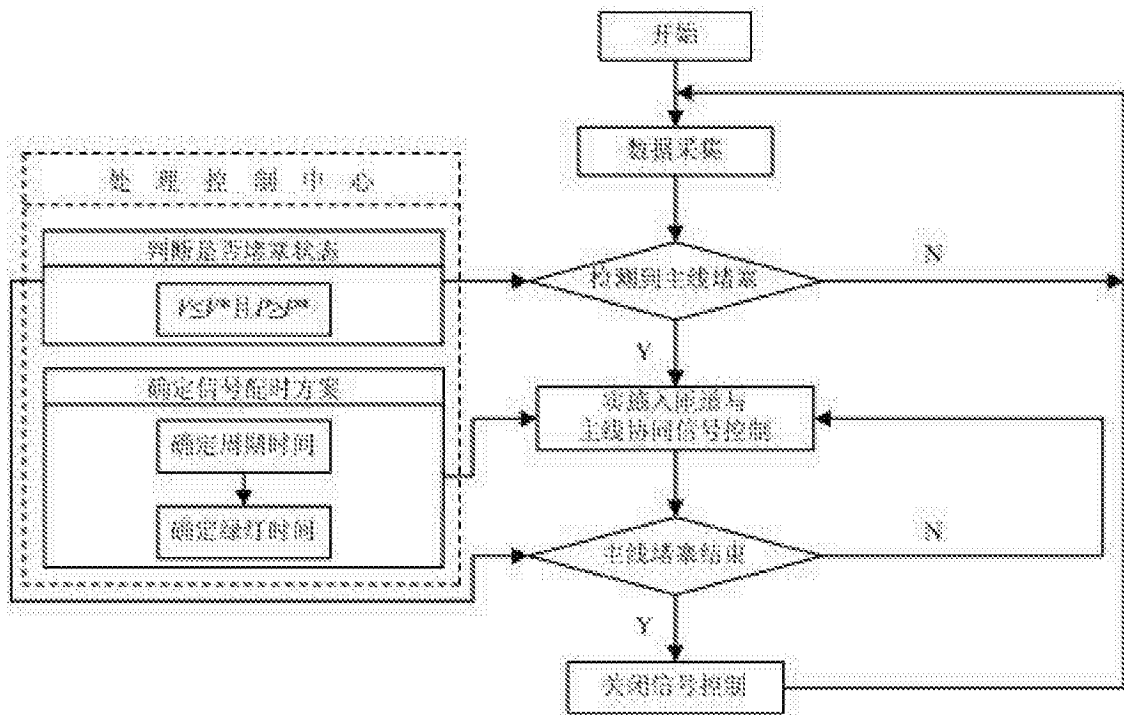 开始
数据采集
处理控制中心
判断是否堵塞状态
检测到主线堵塞
N
Y
确定信号配时方案
实施入匝道与
主线协同信号控制
确定周期时间
确定绿灯时间
主线堵塞结束
N
Y
关闭信号控制